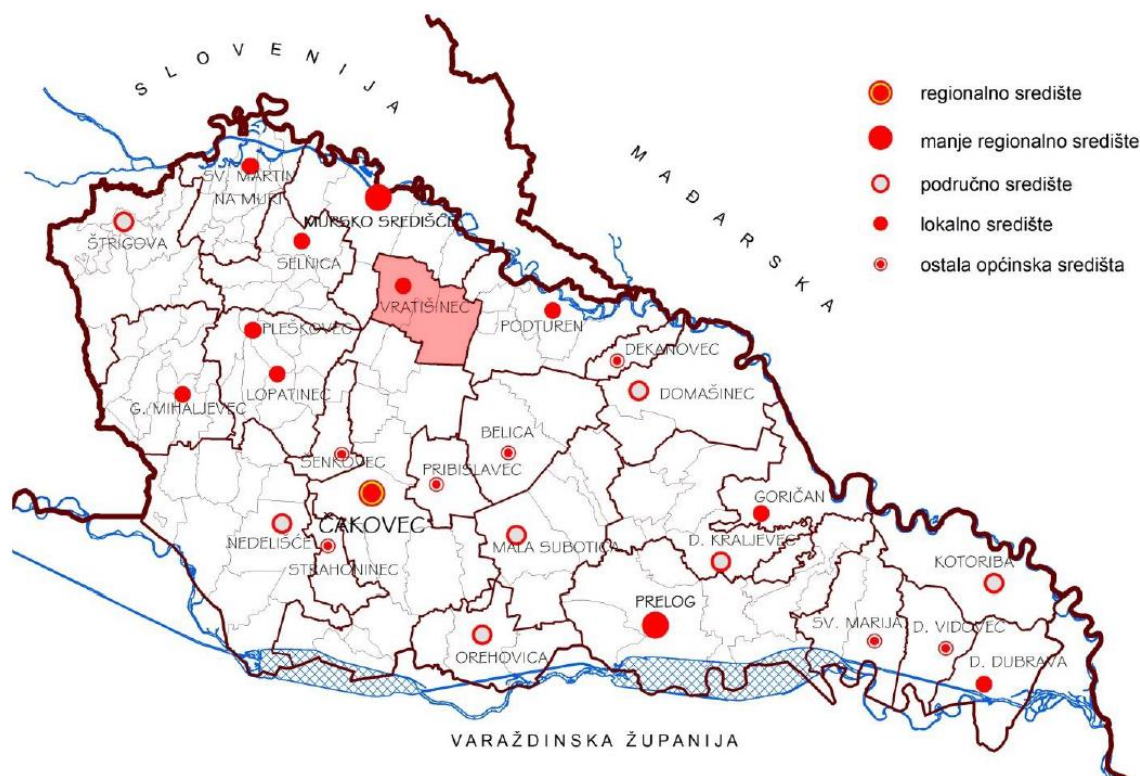 SLOVENIJA
MAĐARSKA
regionalno središte
manje regionalno središte
područno središte
lokalno središte
ostala općinska središta
SV. MARTIN
NA MURI
MURSKO SREDIŠĆE
ŠTRIGOVA
SELNICA
VRATIŠINEC
PODTUREN
PLEŠKOVEC
DEKANOVEC
LOPATINEC
G. MIHALJEVEC
DOMAŠINEC
BELICA
ŠENKOVEC
PRIBISLAVEC
GORIČAN
ČAKOVEC
NEDELIŠĆE
MALA SUBOTICA
D. KRALJEVEC
STRAHONINEC
KOTORIBA
PRELOG
SV. MARIJA
D. VIDOVEC
OREHOVICA
D. DUBRAVA
VARAŽDINSKA ŽUPANIJA